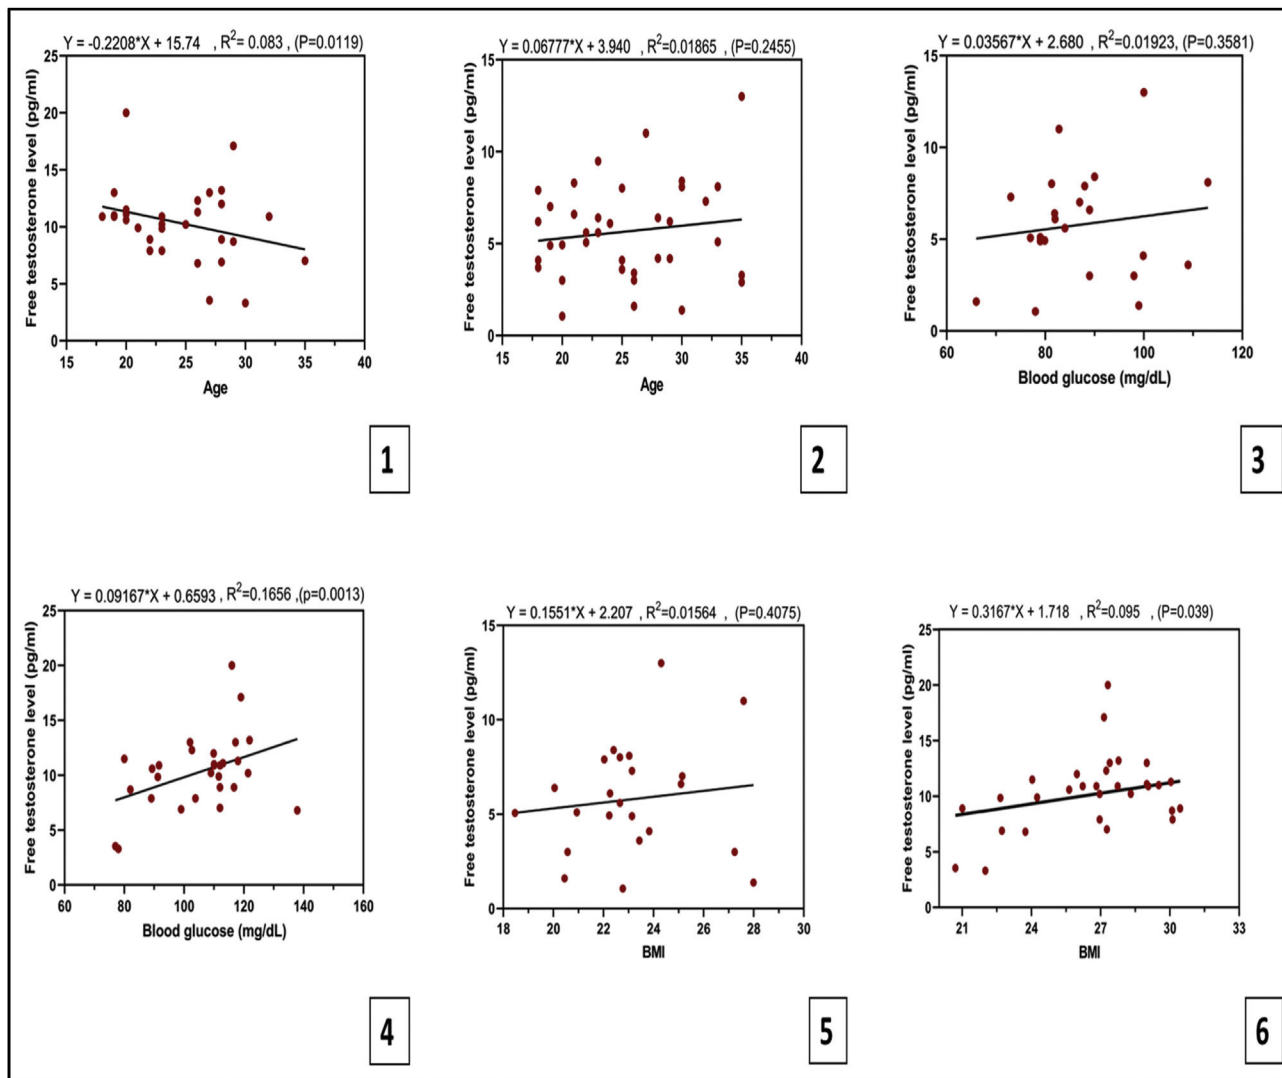 Y = -0.2208*X + 15.74 , R²= 0.083 , (P=0.0119)
Free testosterone level (pg/ml)
25
20
15
10
5
0
15 20 25 30 35 40
Age
1
Y = 0.06777*X + 3.940 , R²=0.01865 , (P=0.2455)
Free testosterone level (pg/ml)
15
10
5
0
15 20 25 30 35 40
Age
2
Y = 0.03567*X + 2.680 , R²=0.01923, (P=0.3581)
Free testosterone level (pg/ml)
15
10
5
0
60 80 100 120
Blood glucose (mg/dL)
3
Y = 0.09167*X + 0.6593 , R²=0.1656 ,(p=0.0013)
Free testosterone level (pg/ml)
25
20
15
10
5
0
60 80 100 120 140 160
Blood glucose (mg/dL)
4
Y = 0.1551*X + 2.207 , R²=0.01564 , (P=0.4075)
Free testosterone level (pg/ml)
15
10
5
0
18 20 22 24 26 28 30
BMI
5
Y = 0.3167*X + 1.718 , R²=0.095 , (P=0.039)
Free testosterone level (pg/ml)
25
20
15
10
5
0
21 24 27 30 33
BMI
6